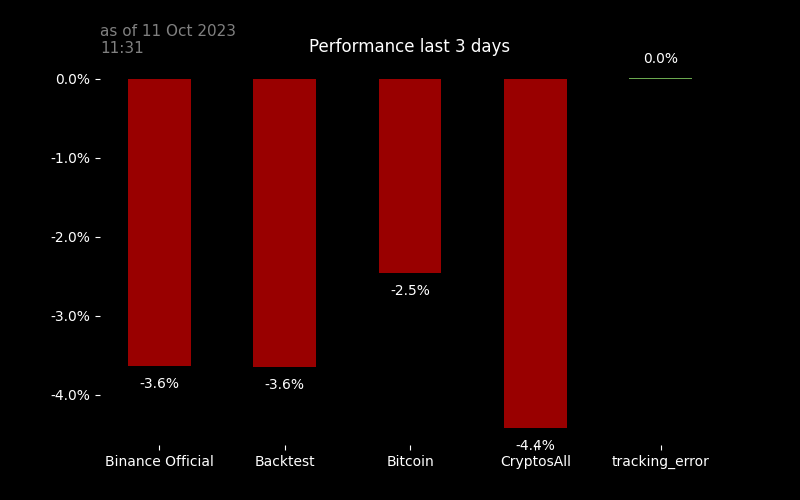 as of 11 Oct 2023
11:31
Performance last 3 days
0.0%
0.0%
-1.0%
-2.0%
-2.5%
-3.0%
-3.6%
-3.6%
-4.0%
-4.4%
Binance Official
Backtest
Bitcoin
CryptosAll
tracking_error